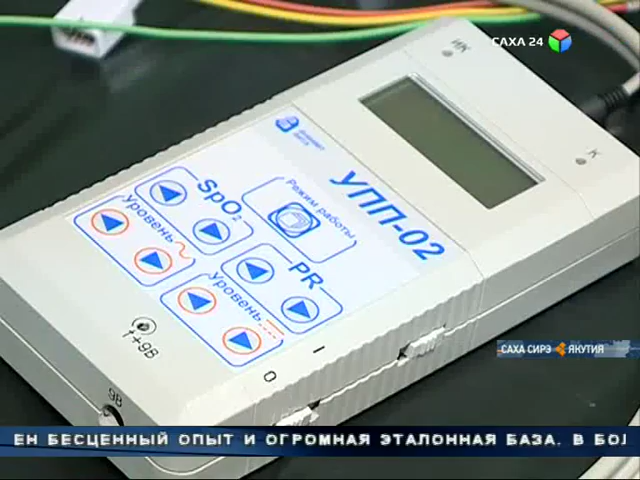 САХА 24
ИК
К
УПП-02
SpO2
Режим работы
Уровень
PR
Уровень
Г+9В
I
O
9В
САХА СИРЭ ЯКУТИЯ
ЕН БЕСЦЕННЫЙ ОПЫТ И ОГРОМНАЯ ЭТАЛОННАЯ БАЗА. В БОЛ